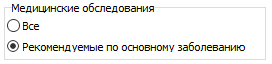 Медицинские обследования
Все
Рекомендуемые по основному заболеванию